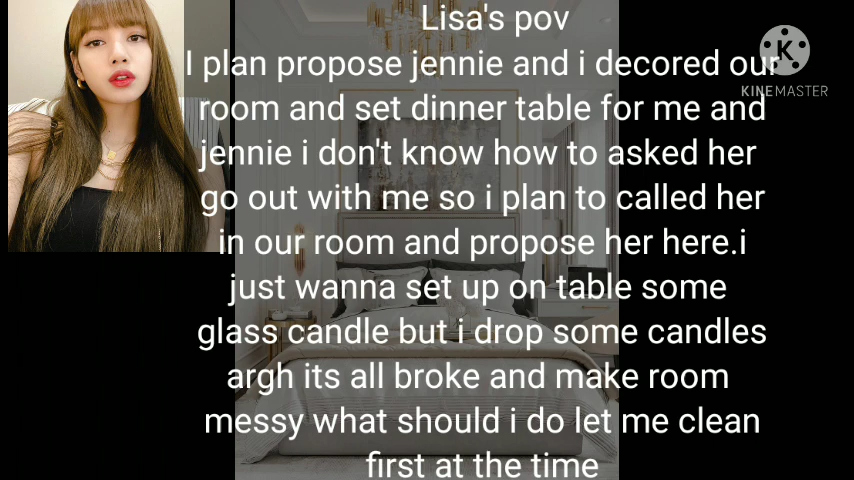 Lisa's pov
I plan propose jennie and i decored our
room and set dinner table for me and
jennie i don't know how to asked her
go out with me so i plan to called her
in our room and propose her here.i
just wanna set up on table some
glass candle but i drop some candles
argh its all broke and make room
messy what should i do let me clean
first at the time
K
KINEMASTER